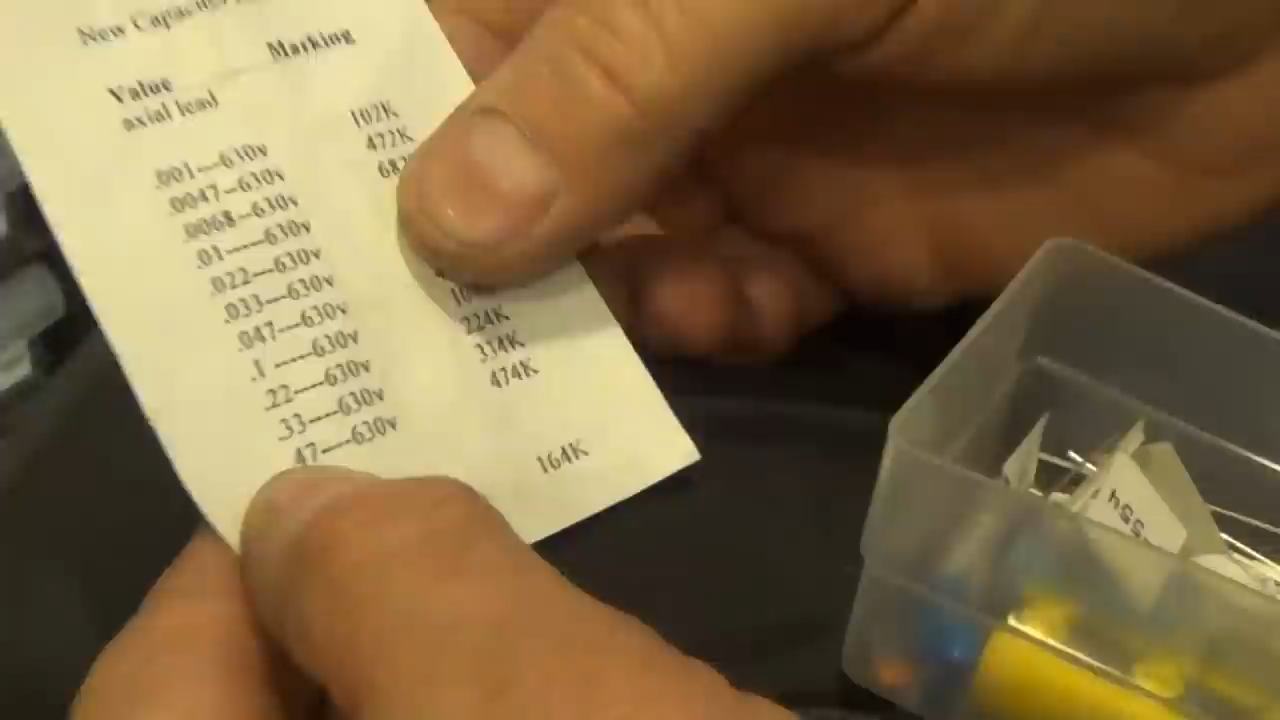 New
Marking
Value
axial lead
.001---630v 102K
.0047--630v 472K
.0068--630v
.01-----630v
.022---630v
.033---630v
.047---630v
.1 -----630v
.22----630v 224K
.33----630v 334K
.47----630v 474K
164K
554